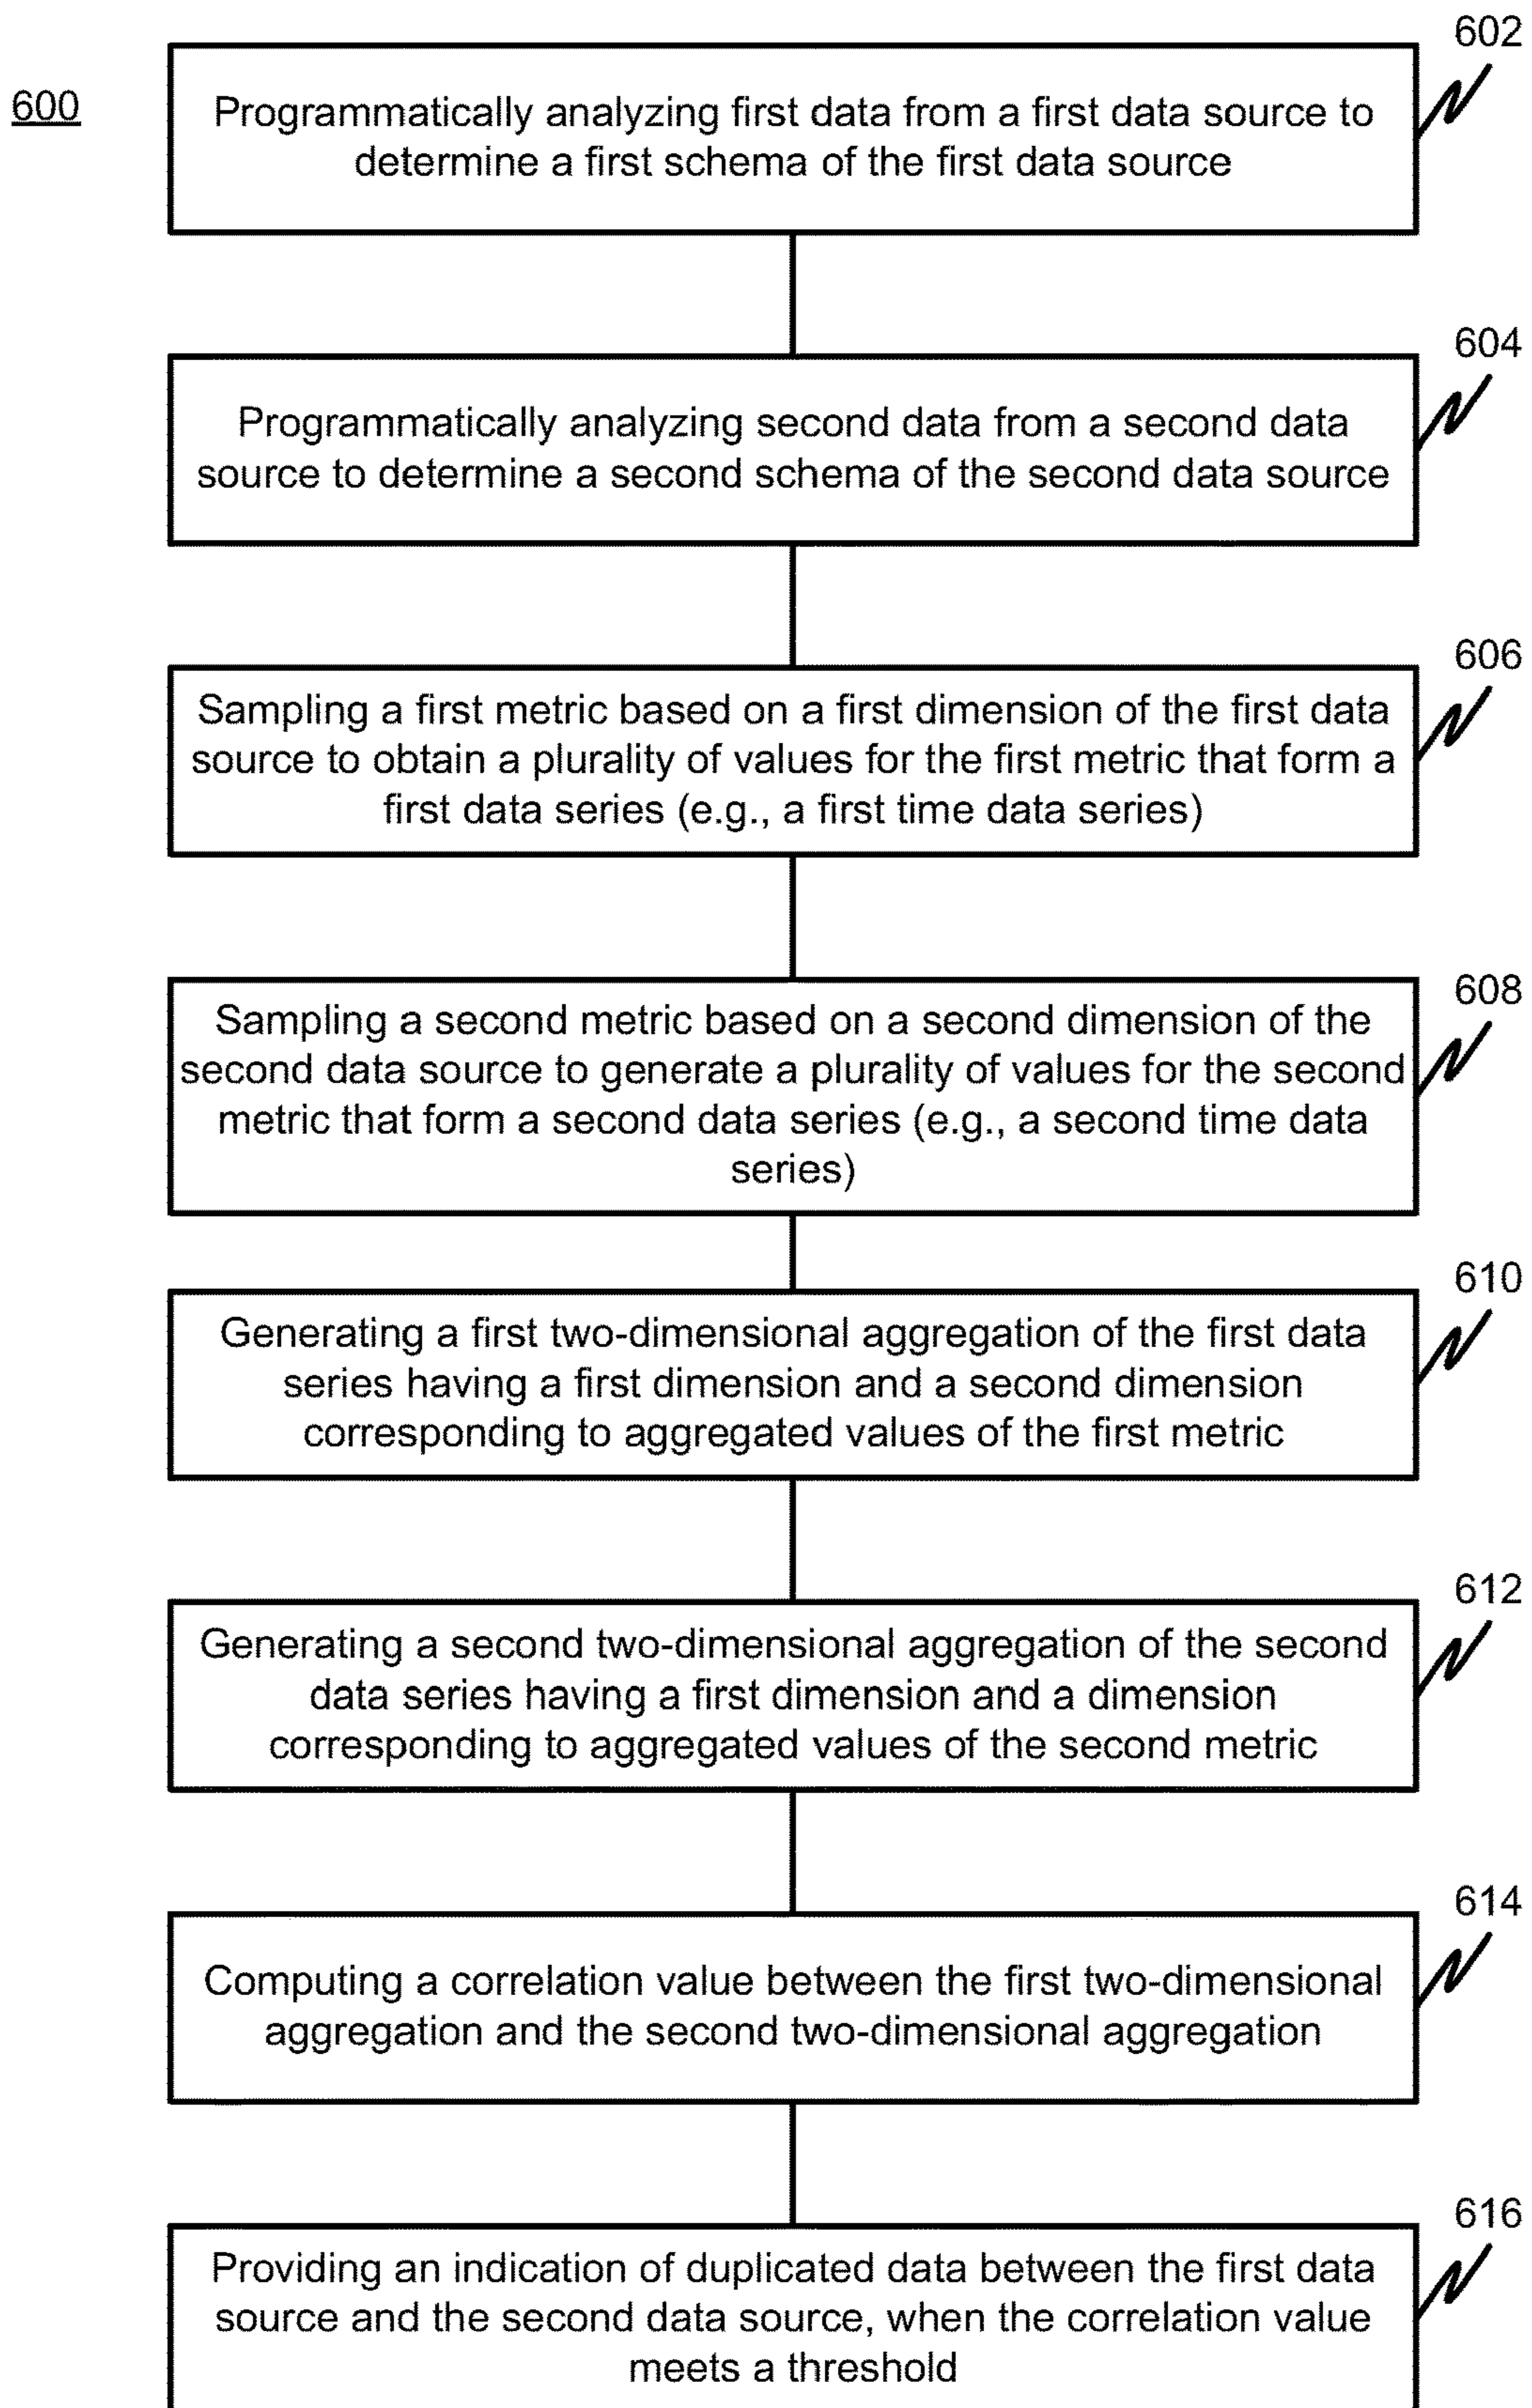 602
600
Programmatically analyzing first data from a first data source to
determine a first schema of the first data source
604
Programmatically analyzing second data from a second data
source to determine a second schema of the second data source
606
Sampling a first metric based on a first dimension of the first data
source to obtain a plurality of values for the first metric that form a
first data series (e.g., a first time data series)
608
Sampling a second metric based on a second dimension of the
second data source to generate a plurality of values for the second
metric that form a second data series (e.g., a second time data
series)
610
Generating a first two-dimensional aggregation of the first data
series having a first dimension and a second dimension
corresponding to aggregated values of the first metric
612
Generating a second two-dimensional aggregation of the second
data series having a first dimension and a dimension
corresponding to aggregated values of the second metric
614
Computing a correlation value between the first two-dimensional
aggregation and the second two-dimensional aggregation
616
Providing an indication of duplicated data between the first data
source and the second data source, when the correlation value
meets a threshold